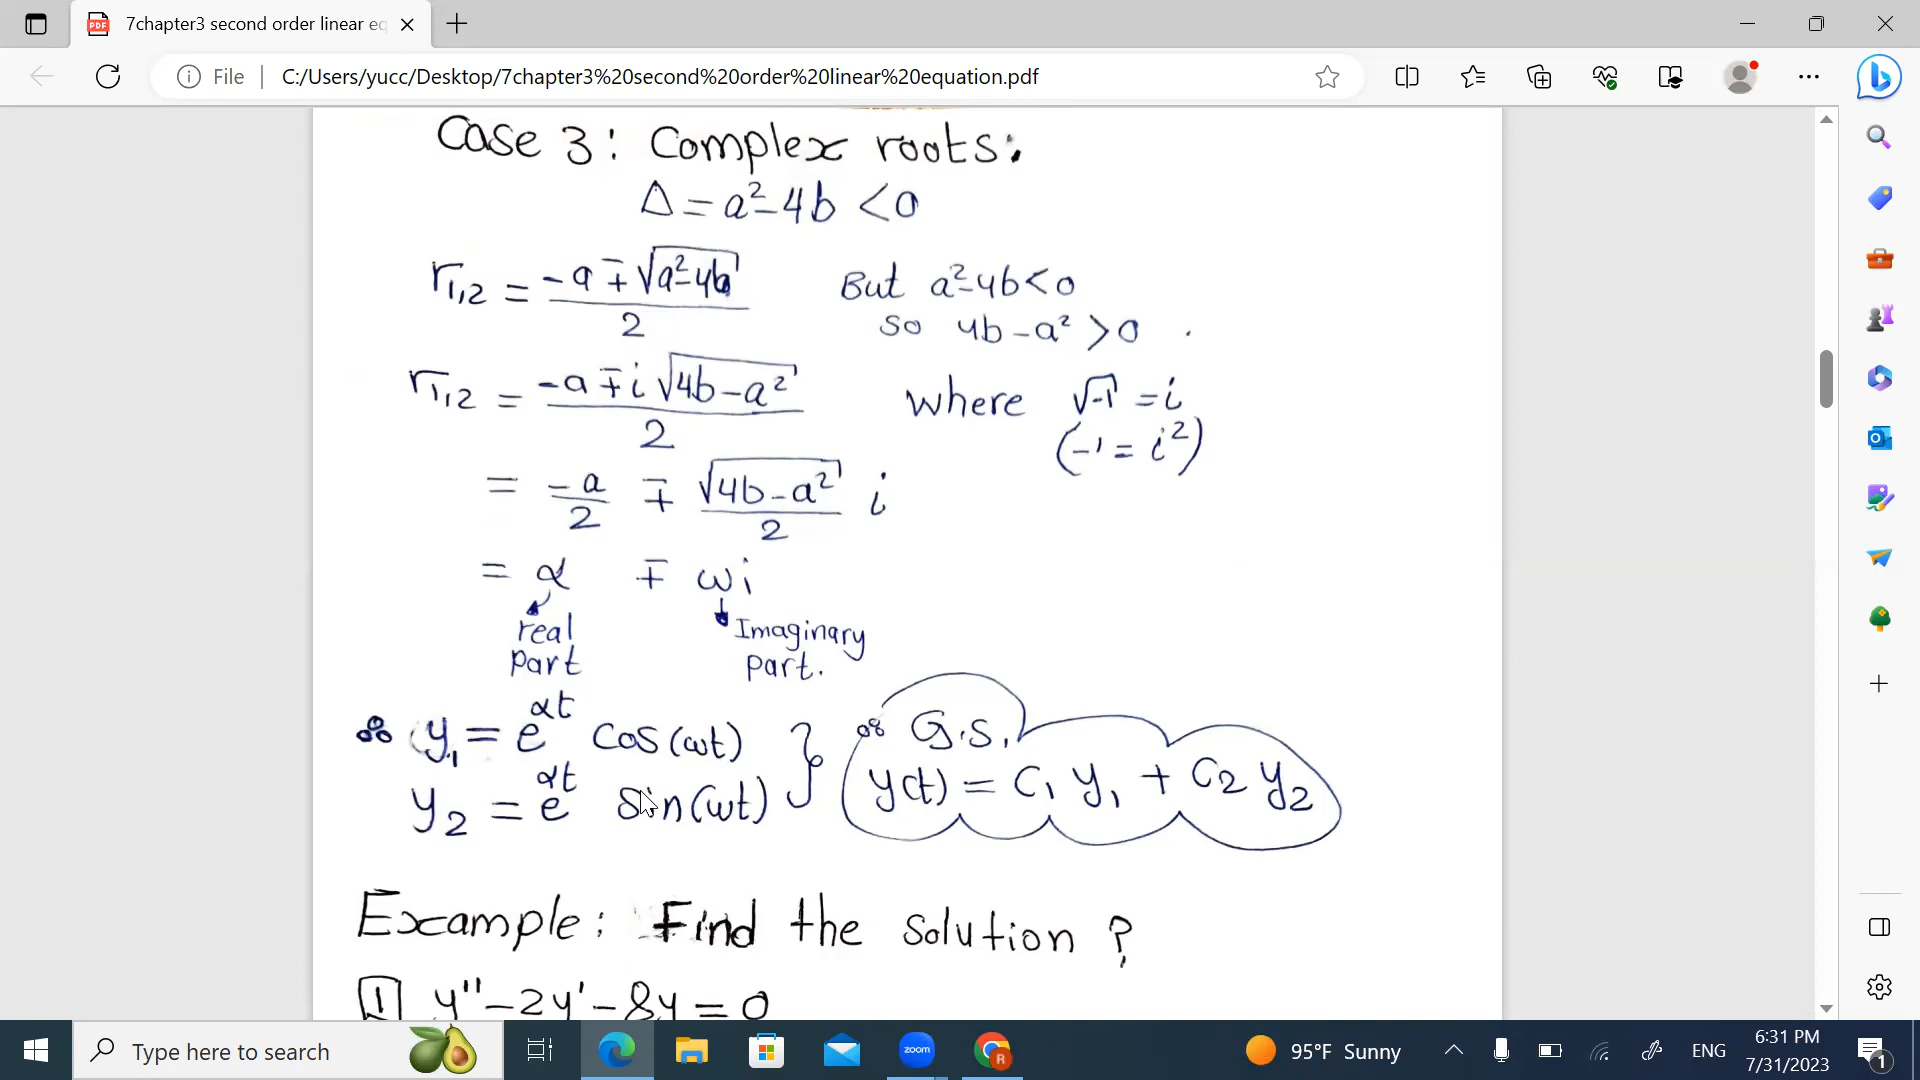 7chapter3 second order linear eq
File
C:/Users/yucc/Desktop/7chapter3%20second%20order%20linear%20equation.pdf
Case 3: Complex roots:
Δ = a² - 4b < 0
r₁,₂ = (-a ∓ √(a² - 4b)) / 2
But a² - 4b < 0
so 4b - a² > 0
r₁,₂ = (-a ∓ i √(4b - a²)) / 2
where √-1 = i
(-1 = i²)
= -a/2 ∓ √(4b - a²)/2 i
= α ∓ ωi
real part
Imaginary part.
∴ y₁ = e^αt cos(ωt)
y₂ = e^αt sin(ωt)
∴ G.S.
y(t) = C₁ y₁ + C₂ y₂
Example: Find the solution ?
1 y'' - 2y' - 8y = 0
Type here to search
zoom
R
95°F Sunny
ENG
6:31 PM
7/31/2023
1